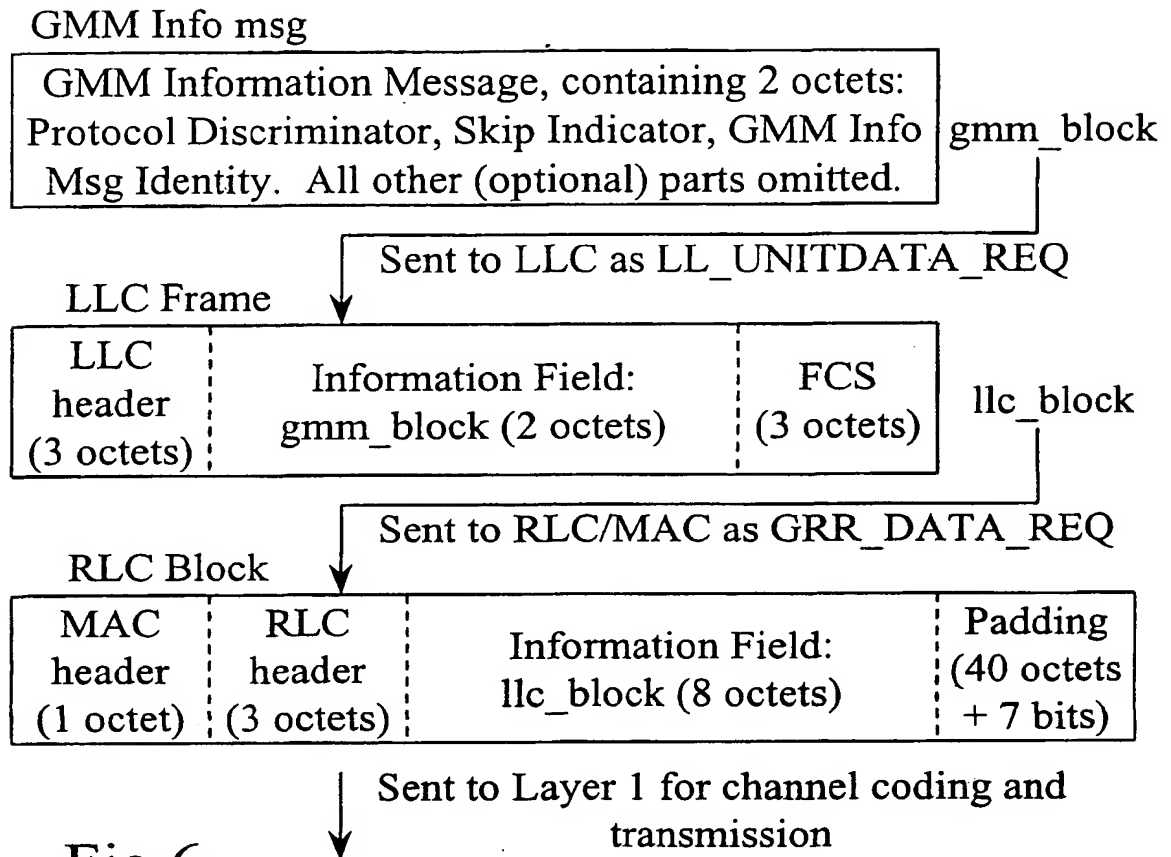 GMM Info msg
GMM Information Message, containing 2 octets:
Protocol Discriminator, Skip Indicator, GMM Info
Msg Identity. All other (optional) parts omitted.
gmm_block
Sent to LLC as LL_UNITDATA_REQ
LLC Frame
LLC
header
(3 octets)
Information Field:
gmm_block (2 octets)
FCS
(3 octets)
llc_block
Sent to RLC/MAC as GRR_DATA_REQ
RLC Block
MAC
header
(1 octet)
RLC
header
(3 octets)
Information Field:
llc_block (8 octets)
Padding
(40 octets
+ 7 bits)
Sent to Layer 1 for channel coding and
transmission
Fig 6